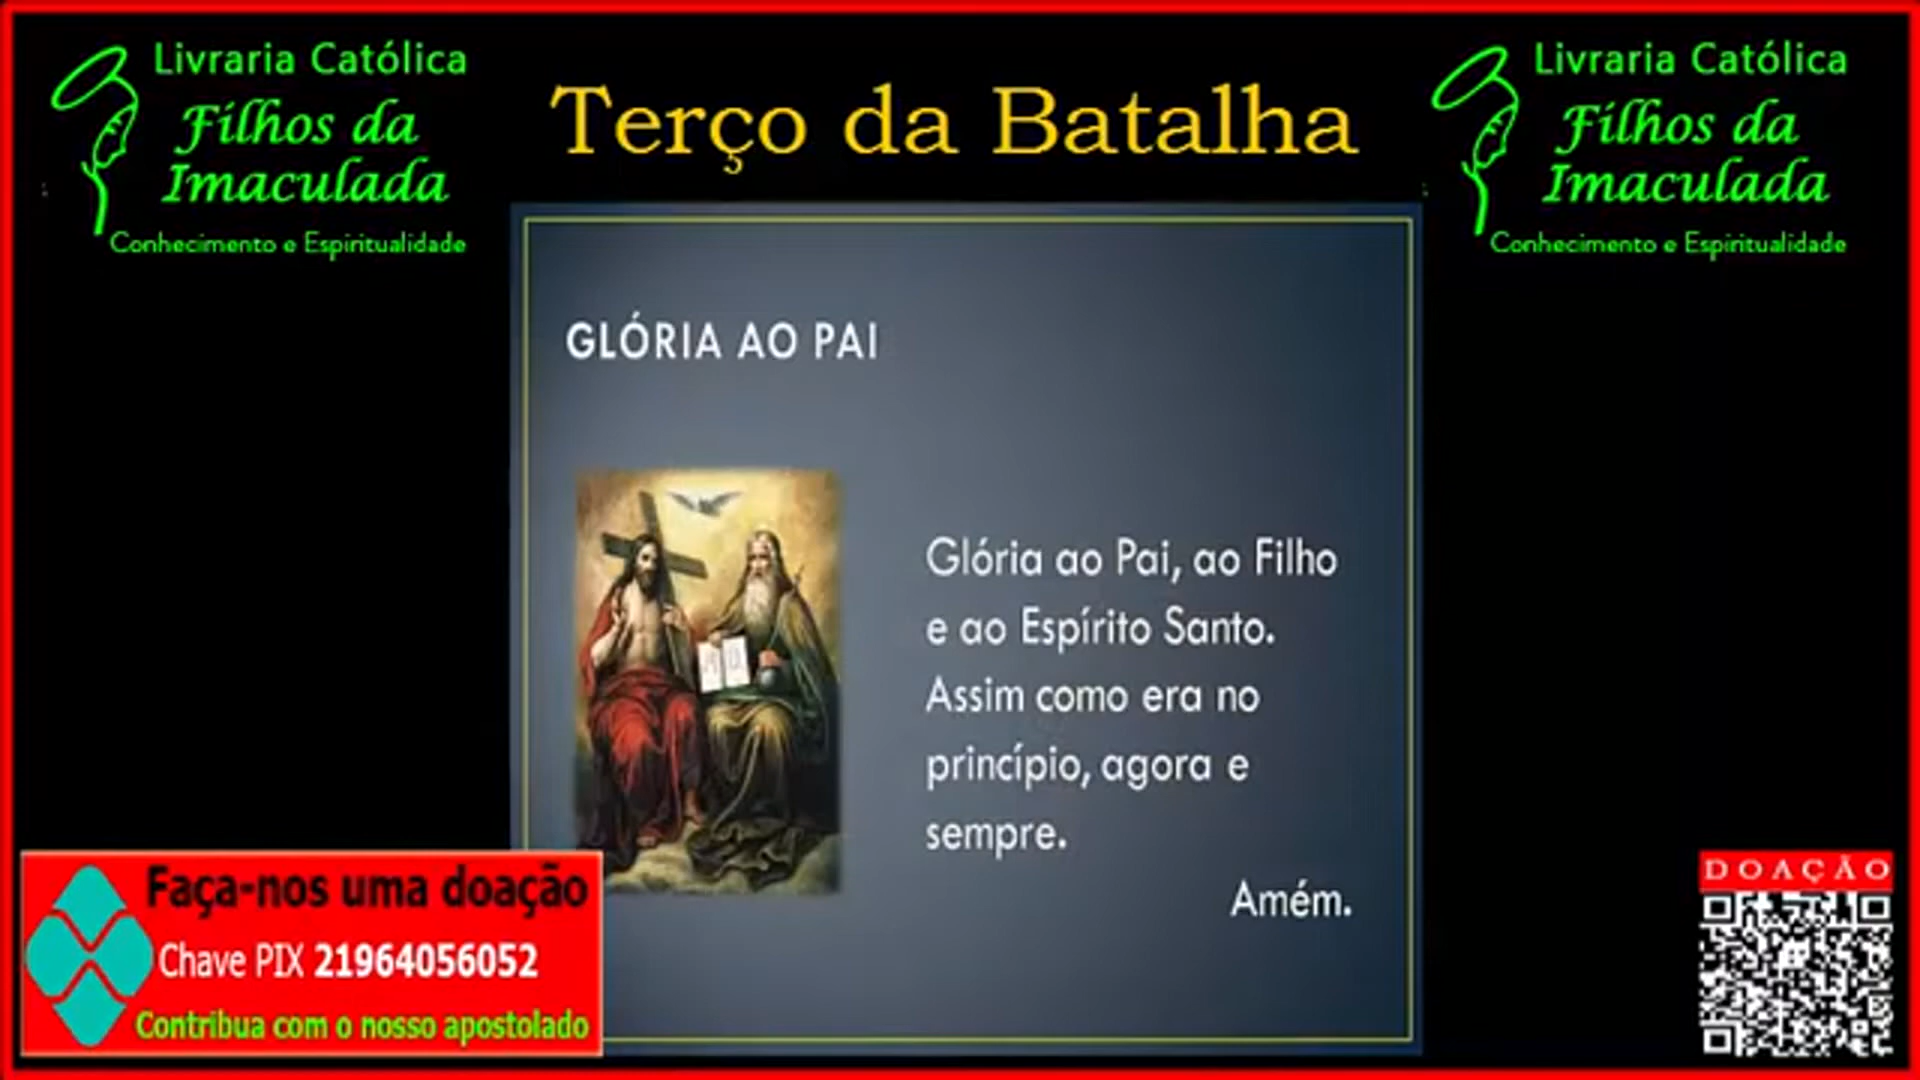 Livraria Católica
Filhos da
Imaculada
Conhecimento e Espiritualidade
Terço da Batalha
Livraria Católica
Filhos da
Imaculada
Conhecimento e Espiritualidade
GLÓRIA AO PAI
Glória ao Pai, ao Filho
e ao Espírito Santo.
Assim como era no
princípio, agora e
sempre.
Amém.
Faça-nos uma doação
Chave PIX 21964056052
Contribua com o nosso apostolado
DOAÇÃO